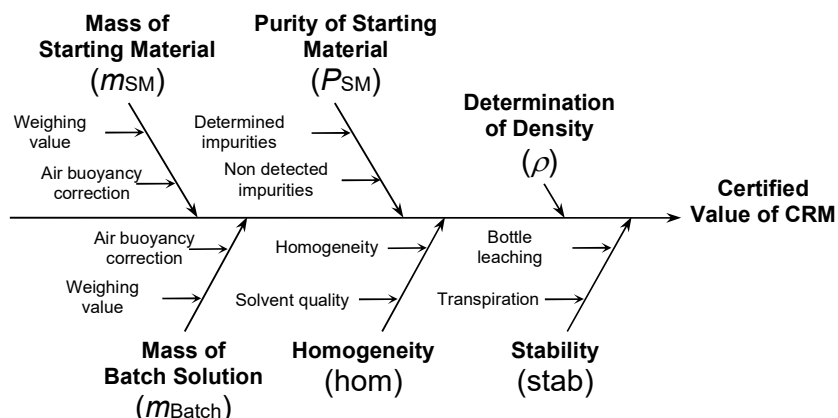 Mass of
Starting Material
(mSM)
Purity of Starting
Material
(PSM)
Determination
of Density
(ρ)
Weighing
value
Air buoyancy
correction
Determined
impurities
Non detected
impurities
Certified
Value of CRM
Air buoyancy
correction
Weighing
value
Homogeneity
Solvent quality
Bottle
leaching
Transpiration
Mass of
Batch Solution
(mBatch)
Homogeneity
(hom)
Stability
(stab)